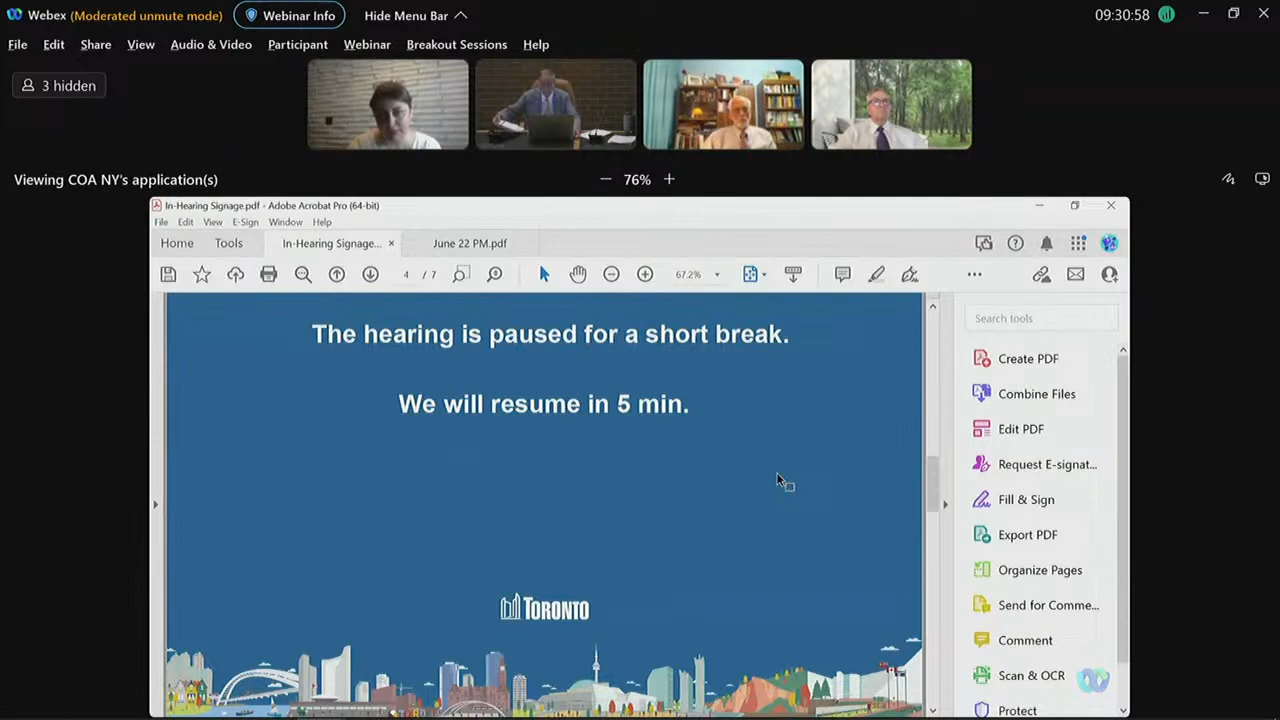 Webex (Moderated unmute mode) Webinar Info Hide Menu Bar 09:30:58
File Edit Share View Audio & Video Participant Webinar Breakout Sessions Help
3 hidden
Viewing COA NY's application(s) 76%
In-Hearing Signage.pdf - Adobe Acrobat Pro (64-bit)
File Edit View E-Sign Window Help
Home Tools In-Hearing Signage... × June 22 PM.pdf
4 / 7 67.2%
The hearing is paused for a short break.
We will resume in 5 min.
TORONTO
Search tools
Create PDF
Combine Files
Edit PDF
Request E-signat...
Fill & Sign
Export PDF
Organize Pages
Send for Comme...
Comment
Scan & OCR
Protect